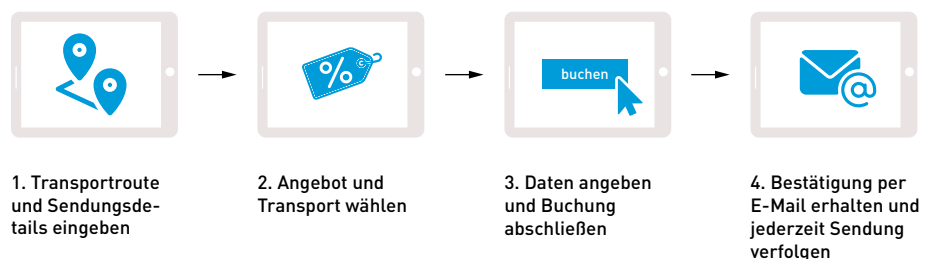 buchen
1. Transportroute
und Sendungsde-
tails eingeben
2. Angebot und
Transport wählen
3. Daten angeben
und Buchung
abschließen
4. Bestätigung per
E-Mail erhalten und
jederzeit Sendung
verfolgen